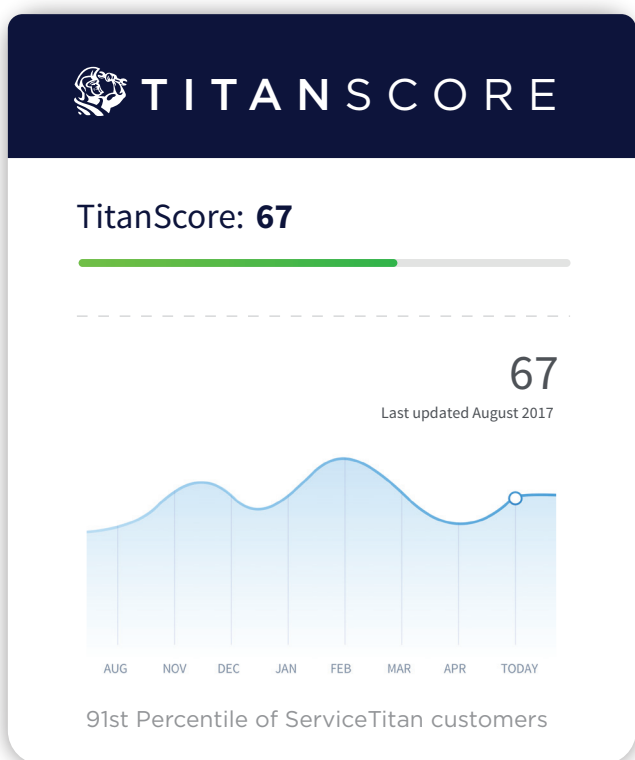 TITANSCORE
TitanScore: 67
67
Last updated August 2017
AUG NOV DEC JAN FEB MAR APR TODAY
91st Percentile of ServiceTitan customers